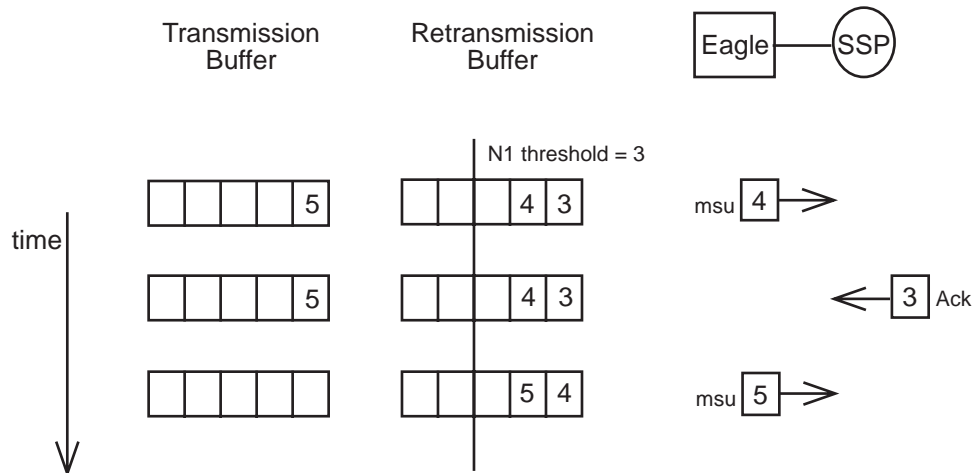 Transmission
Buffer
Retransmission
Buffer
Eagle
SSP
N1 threshold = 3
time
5
4 3
msu 4
5
4 3
3 Ack
5 4
msu 5